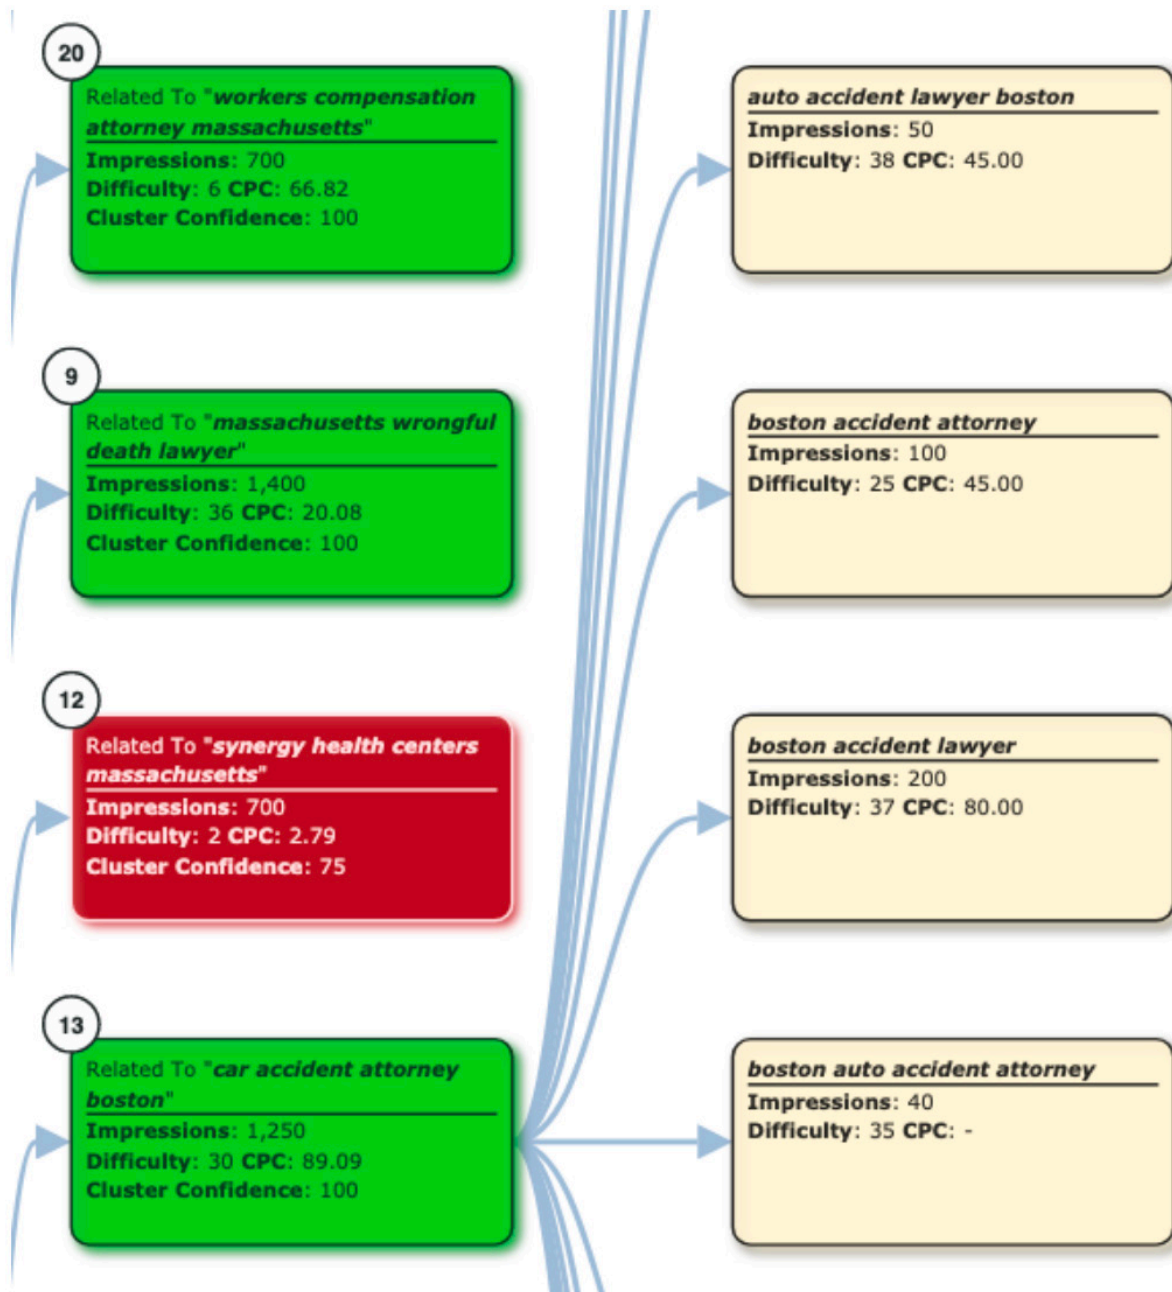 20
Related To "workers compensation
attorney massachusetts"
Impressions: 700
Difficulty: 6 CPC: 66.82
Cluster Confidence: 100
9
Related To "massachusetts wrongful
death lawyer"
Impressions: 1,400
Difficulty: 36 CPC: 20.08
Cluster Confidence: 100
12
Related To "synergy health centers
massachusetts"
Impressions: 700
Difficulty: 2 CPC: 2.79
Cluster Confidence: 75
13
Related To "car accident attorney
boston"
Impressions: 1,250
Difficulty: 30 CPC: 89.09
Cluster Confidence: 100
auto accident lawyer boston
Impressions: 50
Difficulty: 38 CPC: 45.00
boston accident attorney
Impressions: 100
Difficulty: 25 CPC: 45.00
boston accident lawyer
Impressions: 200
Difficulty: 37 CPC: 80.00
boston auto accident attorney
Impressions: 40
Difficulty: 35 CPC: -